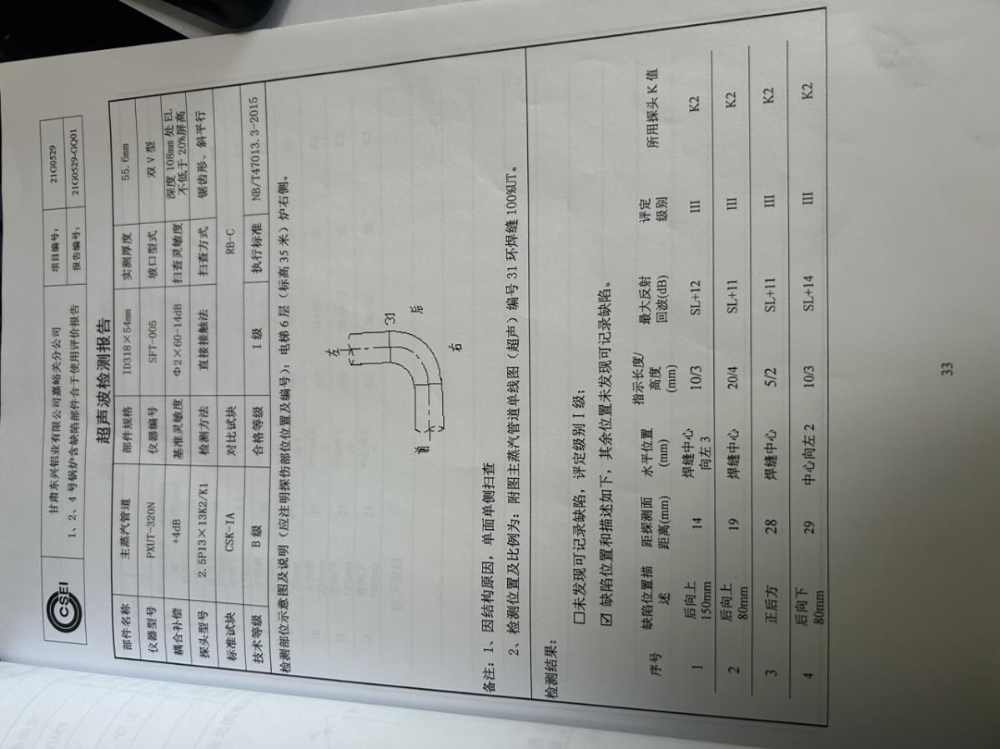 CSEI
甘肃东兴铝业有限公司嘉峪关分公司 项目编号： 21G0529
1、2、4 号锅炉含缺陷部件合于使用评价报告 报告编号： 21G0529-GQ01
超声波检测报告
部件名称 主蒸汽管道 部件规格 ID318×54mm 实测厚度 55.6mm
仪器型号 PXUT-320N 仪器编号 SFT-005 坡口型式 双 V 型
耦合补偿 +4dB 基准灵敏度 Φ2×60-14dB 扫查灵敏度 深度 108mm 处 EL 不低于 20%屏高
探头型号 2.5P13×13K2/K1 检测方法 直接接触法 扫查方式 锯齿形、斜平行
标准试块 CSK-IA 对比试块 RB-C
技术等级 B 级 合格等级 I 级 执行标准 NB/T47013.3-2015
检测部位示意图及说明（应注明探伤部位位置及编号）：电梯 6 层（标高 35 米）炉右侧。
左
31
后
前
右
备注：1、因结构原因，单面单侧扫查
2、检测位置及比例为：附图主蒸汽管道单线图（超声）编号 31 环焊缝 100%UT。
检测结果：
☐未发现可记录缺陷，评定级别 I 级；
☑ 缺陷位置和描述如下，其余位置未发现可记录缺陷。
序号 缺陷位置描述 距探测面距离(mm) 水平位置(mm) 指示长度/高度(mm) 最大反射回波(dB) 评定级别 所用探头 K 值
1 后向上 150mm 14 焊缝中心向左 3 10/3 SL+12 III K2
2 后向上 80mm 19 焊缝中心 20/4 SL+11 III K2
3 正后方 28 焊缝中心 5/2 SL+11 III K2
4 后向下 80mm 29 中心向左 2 10/3 SL+14 III K2
33